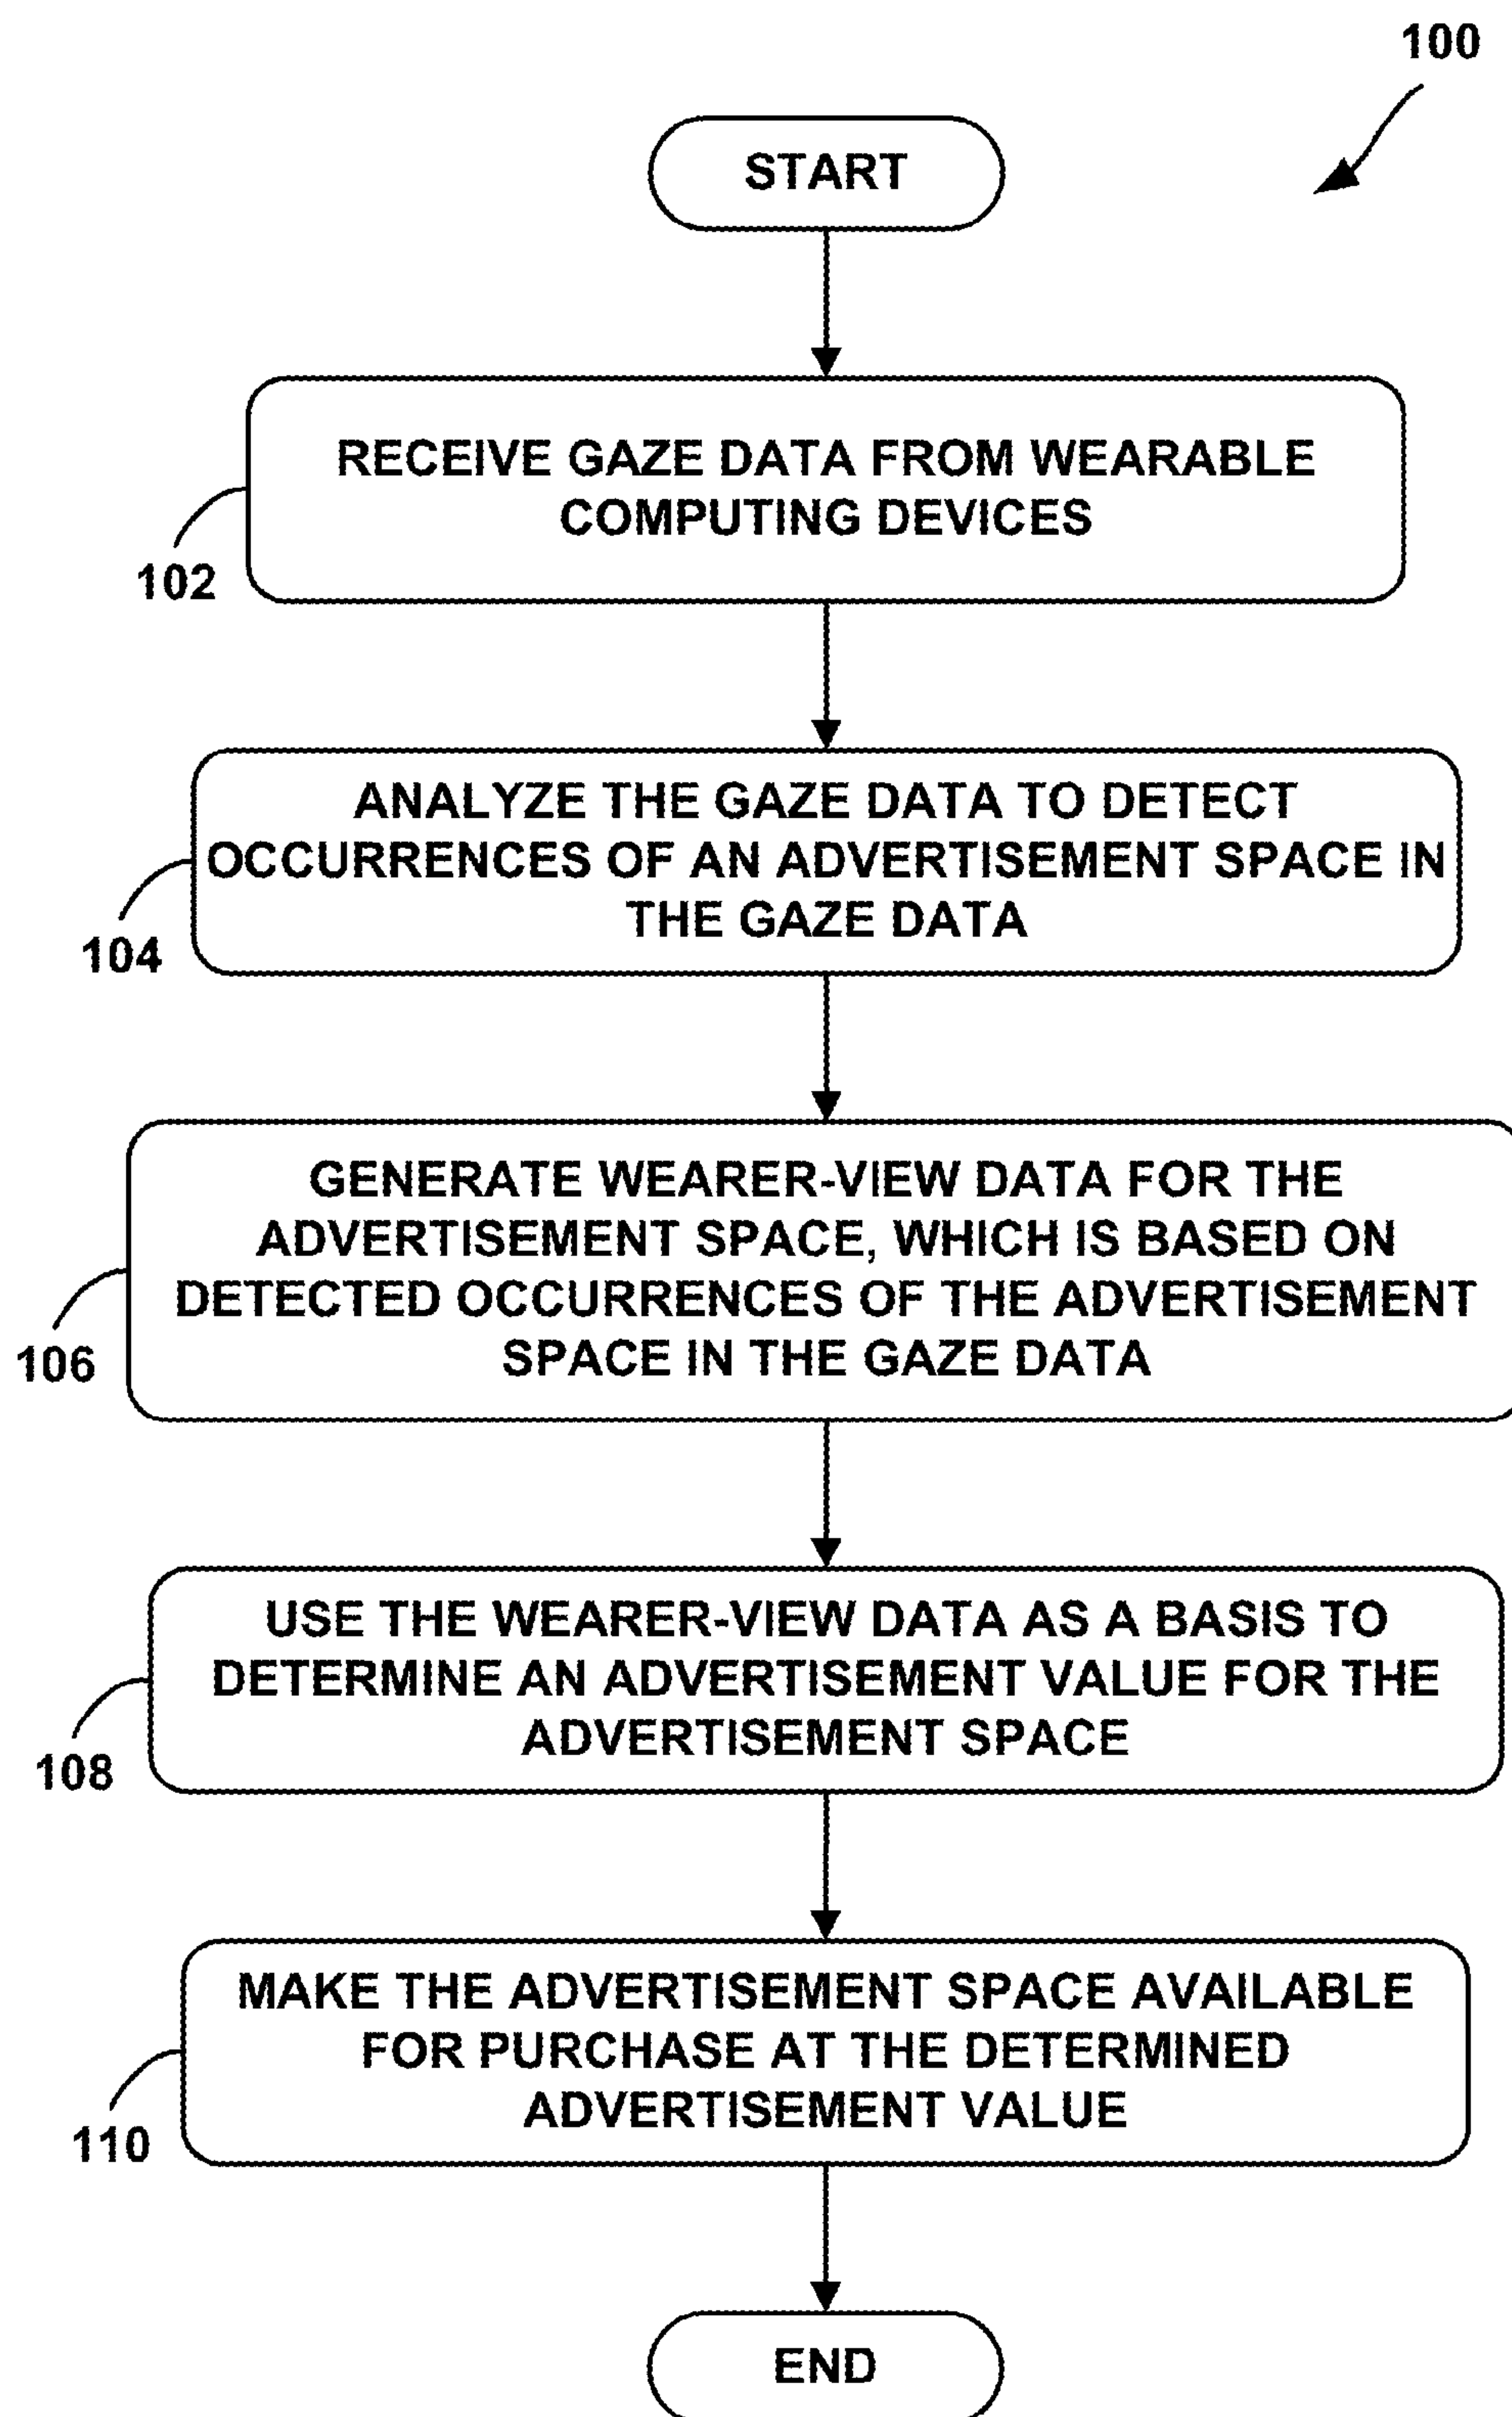 100
START
RECEIVE GAZE DATA FROM WEARABLE
COMPUTING DEVICES
102
ANALYZE THE GAZE DATA TO DETECT
OCCURRENCES OF AN ADVERTISEMENT SPACE IN
THE GAZE DATA
104
GENERATE WEARER-VIEW DATA FOR THE
ADVERTISEMENT SPACE, WHICH IS BASED ON
DETECTED OCCURRENCES OF THE ADVERTISEMENT
SPACE IN THE GAZE DATA
106
USE THE WEARER-VIEW DATA AS A BASIS TO
DETERMINE AN ADVERTISEMENT VALUE FOR THE
ADVERTISEMENT SPACE
108
MAKE THE ADVERTISEMENT SPACE AVAILABLE
FOR PURCHASE AT THE DETERMINED
ADVERTISEMENT VALUE
110
END